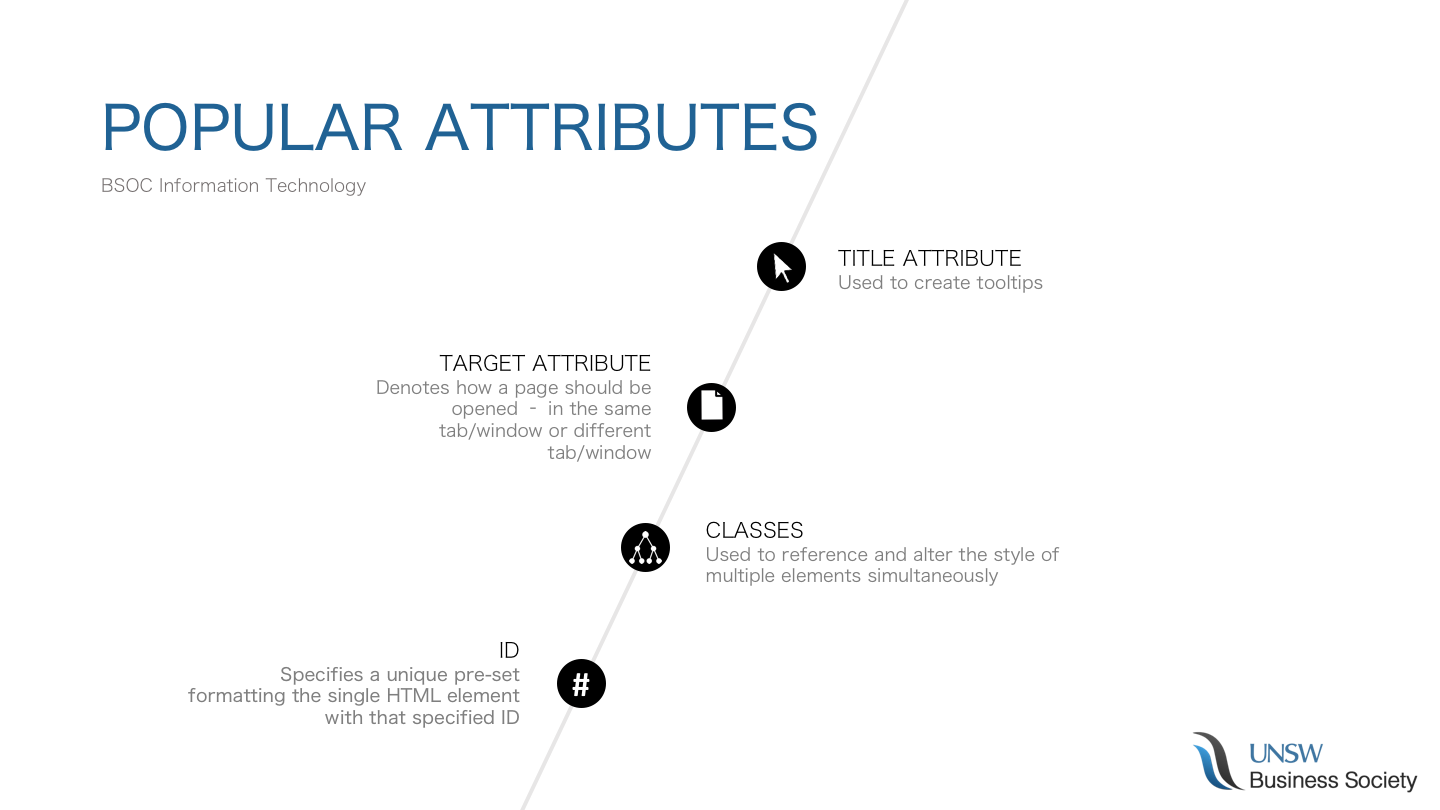 POPULAR ATTRIBUTES
BSOC Information Technology
TITLE ATTRIBUTE
Used to create tooltips
TARGET ATTRIBUTE
Denotes how a page should be
opened - in the same
tab/window or different
tab/window
CLASSES
Used to reference and alter the style of
multiple elements simultaneously
ID
Specifies a unique pre-set
formatting the single HTML element
with that specified ID
#
UNSW
Business Society